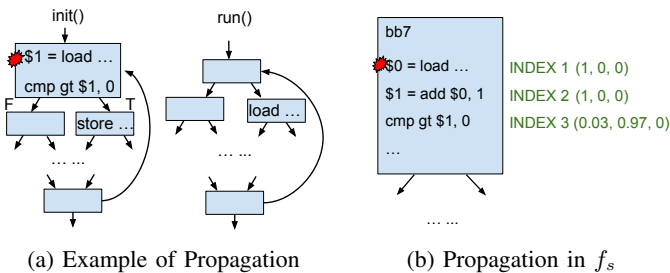 init()
$1 = load …
cmp gt $1, 0
F
T
store …
… ...
run()
load …
… ...
(a) Example of Propagation
bb7
$0 = load …
INDEX 1 (1, 0, 0)
$1 = add $0, 1
INDEX 2 (1, 0, 0)
cmp gt $1, 0
INDEX 3 (0.03, 0.97, 0)
…
… ...
(b) Propagation in fₛ